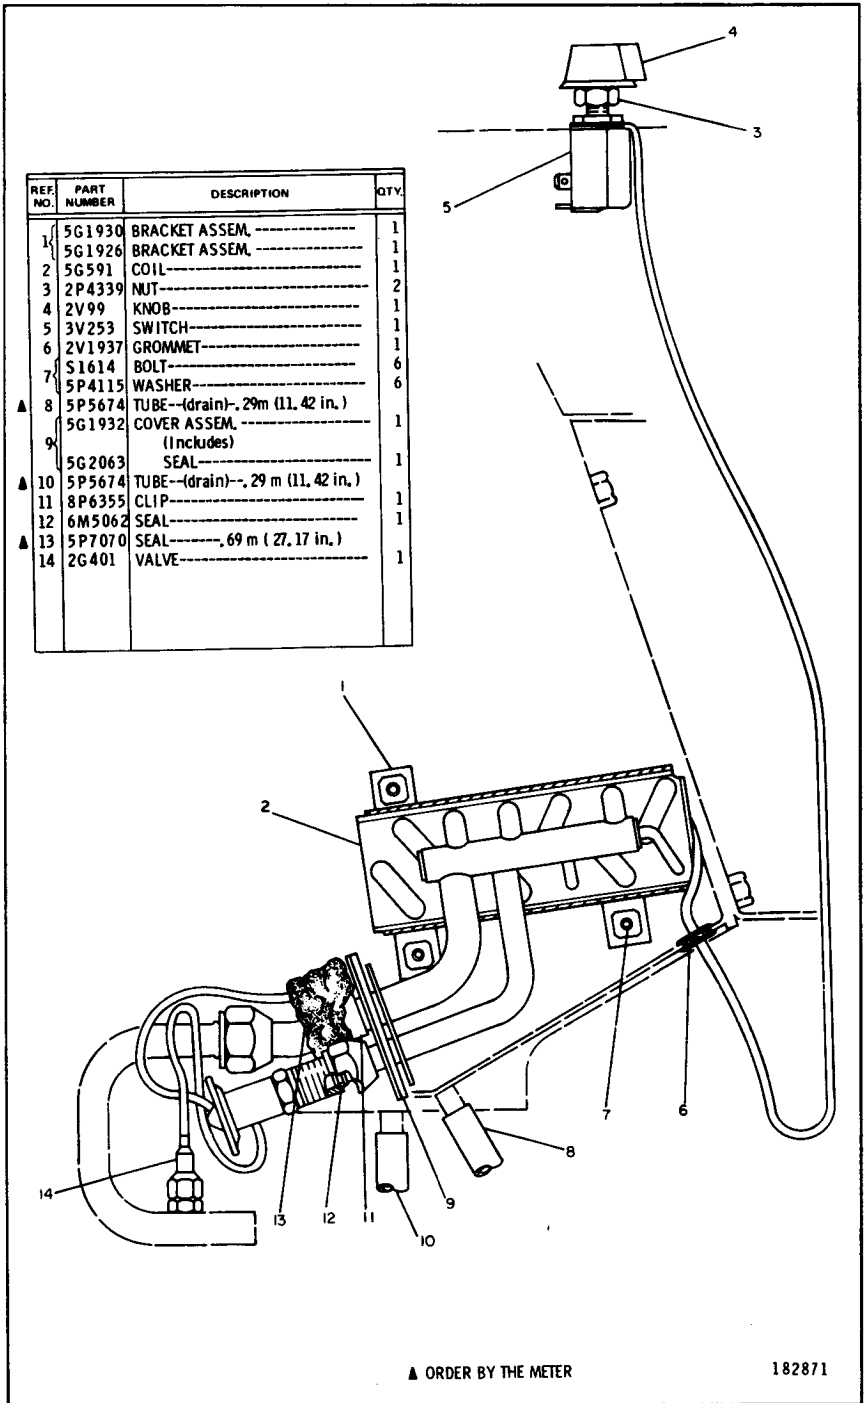 4
3
5
REF. NO. PART NUMBER DESCRIPTION QTY.
1 5G1930 BRACKET ASSEM. -------------- 1
5G1926 BRACKET ASSEM. -------------- 1
2 5G591 COIL--------------------------- 1
3 2P4339 NUT---------------------------- 2
4 2V99 KNOB--------------------------- 1
5 3V253 SWITCH------------------------- 1
6 2V1937 GROMMET----------------------- 1
7 S1614 BOLT--------------------------- 6
5P4115 WASHER------------------------ 6
▲ 8 5P5674 TUBE--(drain)-.29m (11.42 in.)
9 5G1932 COVER ASSEM. --------------- 1
(Includes)
5G2063 SEAL-------------------- 1
▲ 10 5P5674 TUBE--(drain)--.29 m (11.42 in.)
11 8P6355 CLIP---------------------------- 1
12 6M5062 SEAL--------------------------- 1
▲ 13 5P7070 SEAL-------.69 m ( 27.17 in.)
14 2G401 VALVE-------------------------- 1
1
2
7
6
8
9
14
13
12
11
10
▲ ORDER BY THE METER
182871